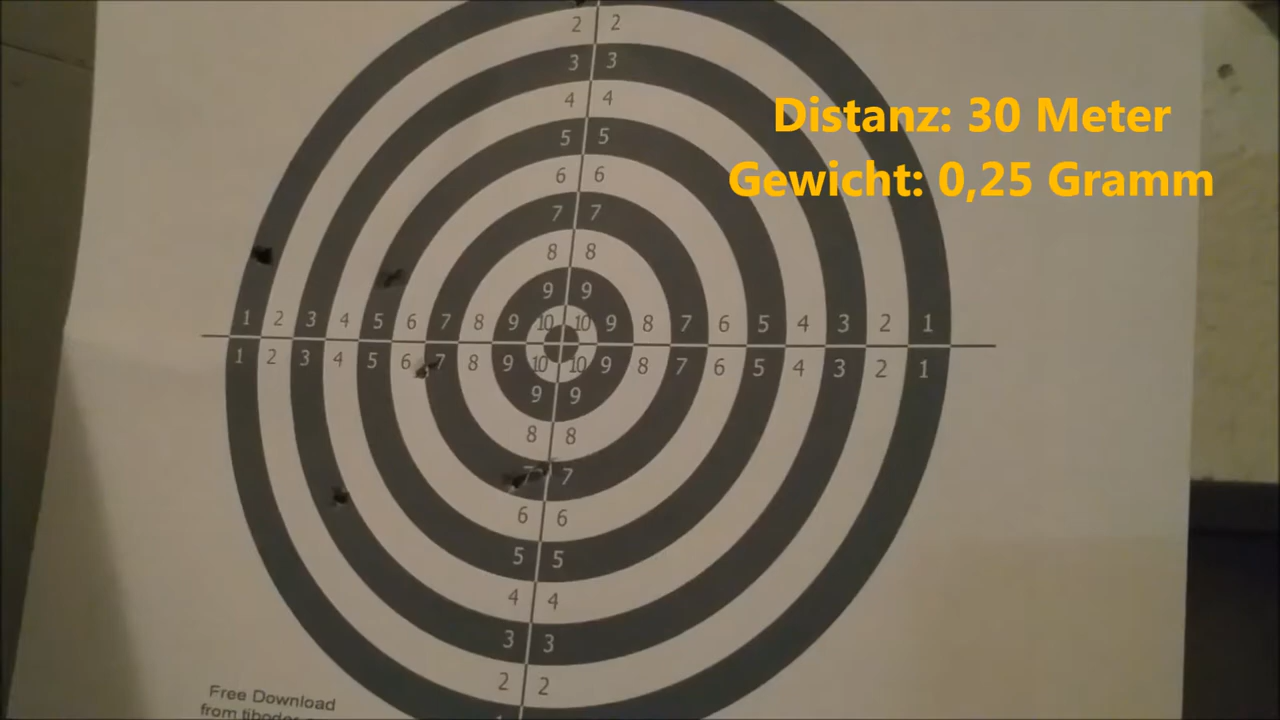 2 2
3 3
4 4
5 5
6 6
7 7
8 8
9 9
1 2 3 4 5 6 7 8 9 10 10 9 8 7 6 5 4 3 2 1
1 2 3 4 5 6 7 8 9 10 10 9 8 7 6 5 4 3 2 1
9 9
8 8
7 7
6 6
5 5
4 4
3 3
2 2
Distanz: 30 Meter
Gewicht: 0,25 Gramm
Free Download
from